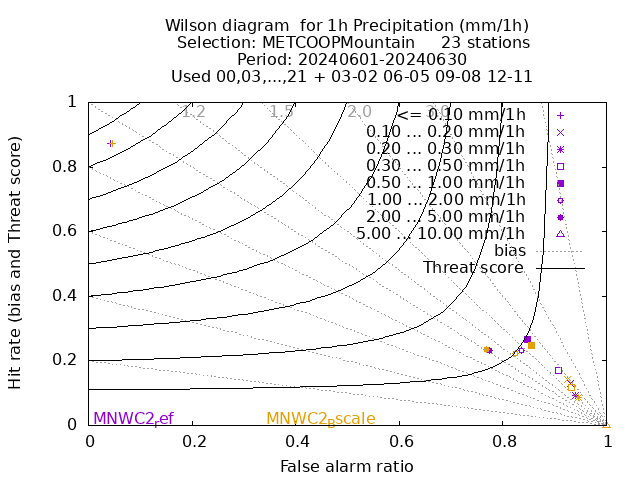 Wilson diagram  for 1h Precipitation (mm/1h)
Selection: METCOOPMountain     23 stations
Period: 20240601-20240630
Used 00,03,...,21 + 03-02 06-05 09-08 12-11
1.2 1.5 2.0 3.0
<= 0.10 mm/1h
0.10 ... 0.20 mm/1h
0.20 ... 0.30 mm/1h
0.30 ... 0.50 mm/1h
0.50 ... 1.00 mm/1h
1.00 ... 2.00 mm/1h
2.00 ... 5.00 mm/1h
5.00 ... 10.00 mm/1h
bias
Threat score
Hit rate (bias and Threat score)
1
0.8
0.6
0.4
0.2
0
MNWC2ref MNWC2Bscale
0 0.2 0.4 0.6 0.8 1
False alarm ratio